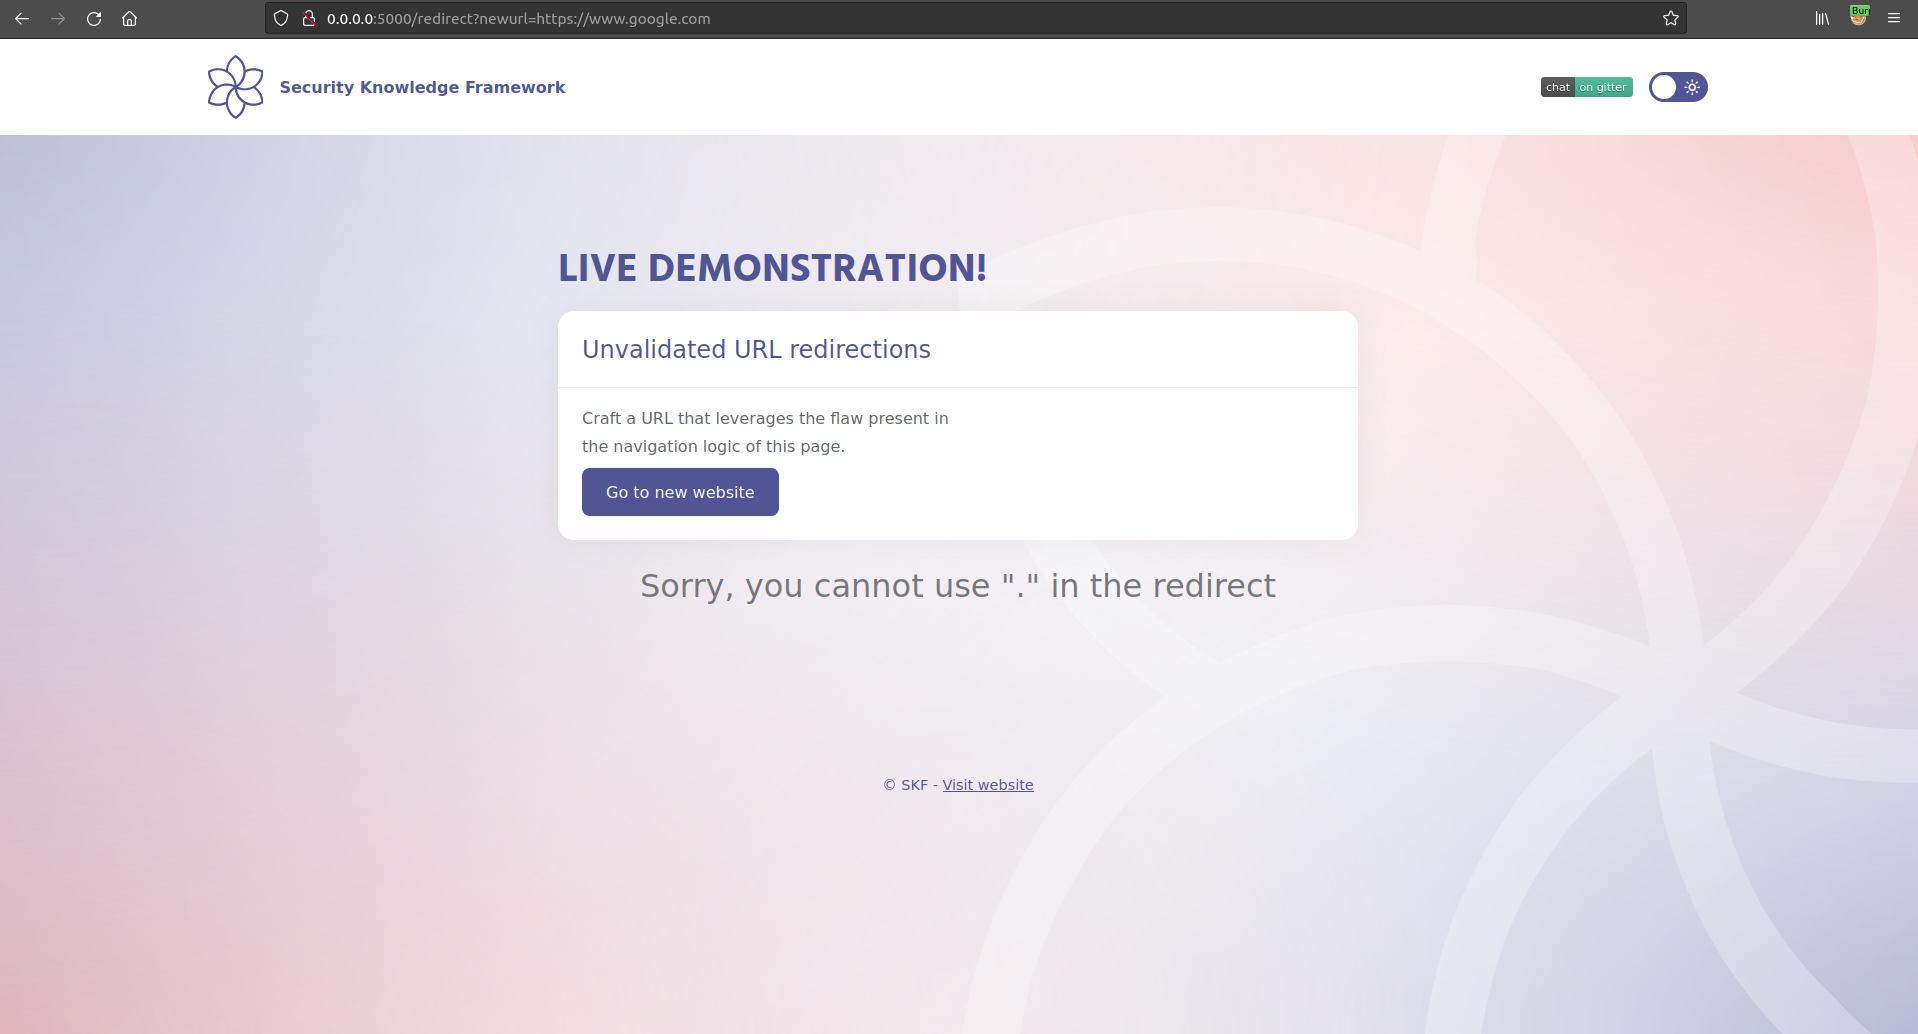 0.0.0.0:5000/redirect?newurl=https://www.google.com
Security Knowledge Framework
chat on gitter
LIVE DEMONSTRATION!
Unvalidated URL redirections
Craft a URL that leverages the flaw present in
the navigation logic of this page.
Go to new website
Sorry, you cannot use "." in the redirect
© SKF - Visit website